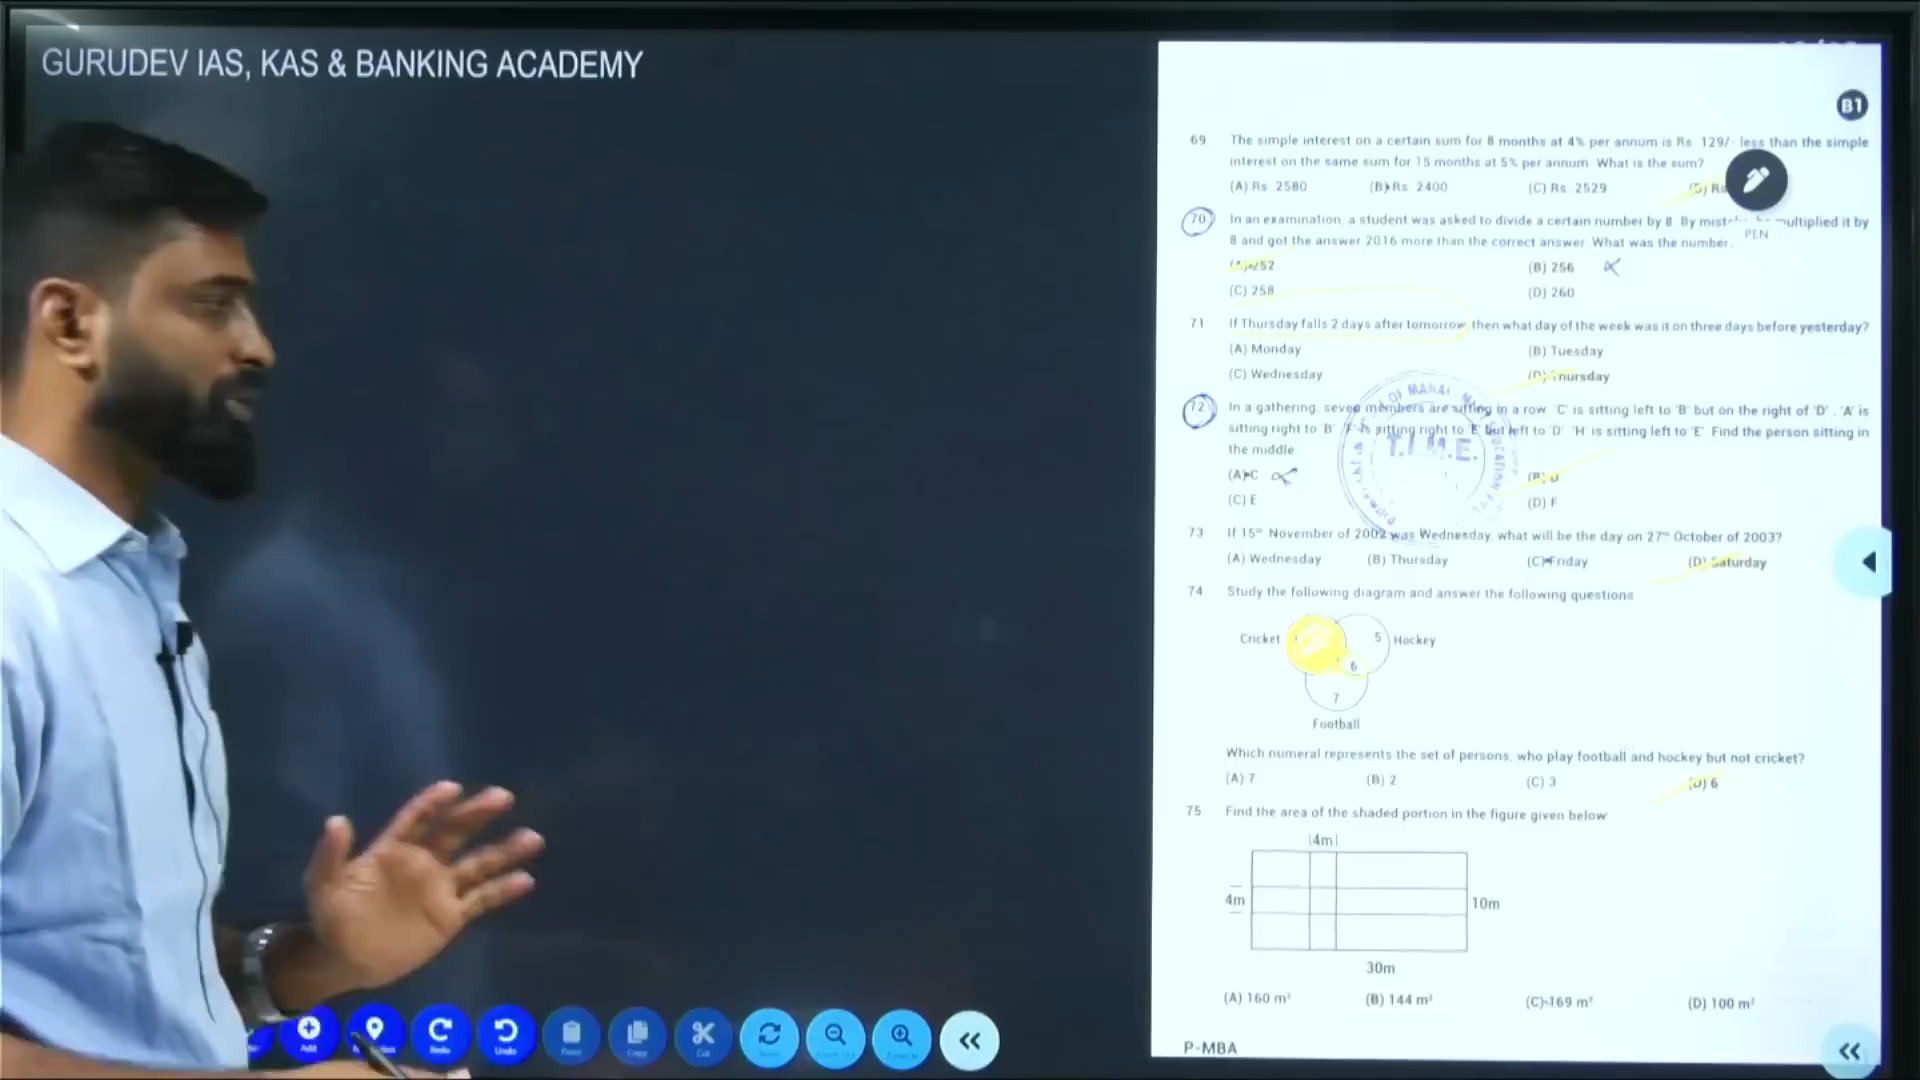 GURUDEV IAS, KAS & BANKING ACADEMY
B1
69 The simple interest on a certain sum for 8 months at 4% per annum is Rs 129/- less than the simple
interest on the same sum for 15 months at 5% per annum What is the sum?
(A) Rs 2580 (B) Rs 2400 (C) Rs 2529 (D) Rs
PEN
70 In an examination, a student was asked to divide a certain number by 8 By multiplied it by
8 and got the answer 2016 more than the correct answer What was the number
(A) 252 (B) 256
(C) 258 (D) 260
71 If Thursday falls 2 days after tomorrow then what day of the week was it on three days before yesterday?
(A) Monday (B) Tuesday
(C) Wednesday (D) Thursday
72 In a gathering, seven members are sitting in a row 'C' is sitting left to 'B' but on the right of 'D' 'A' is
sitting right to 'B' 'F' is sitting right to 'E' but left to 'D' 'H' is sitting left to 'E' Find the person sitting in
the middle
T.I.M.E.
(A) C (B) D
(C) E (D) F
73 If 15th November of 2002 was Wednesday, what will be the day on 27th October of 2003?
(A) Wednesday (B) Thursday (C) Friday (D) Saturday
74 Study the following diagram and answer the following questions
Cricket 5 Hockey
6
7
Football
Which numeral represents the set of persons, who play football and hockey but not cricket?
(A) 7 (B) 2 (C) 3 (D) 6
75 Find the area of the shaded portion in the figure given below
4m
4m 10m
30m
(A) 160 m² (B) 144 m² (C) 169 m² (D) 100 m²
P-MBA
Add Redo Undo Paste Copy Cut